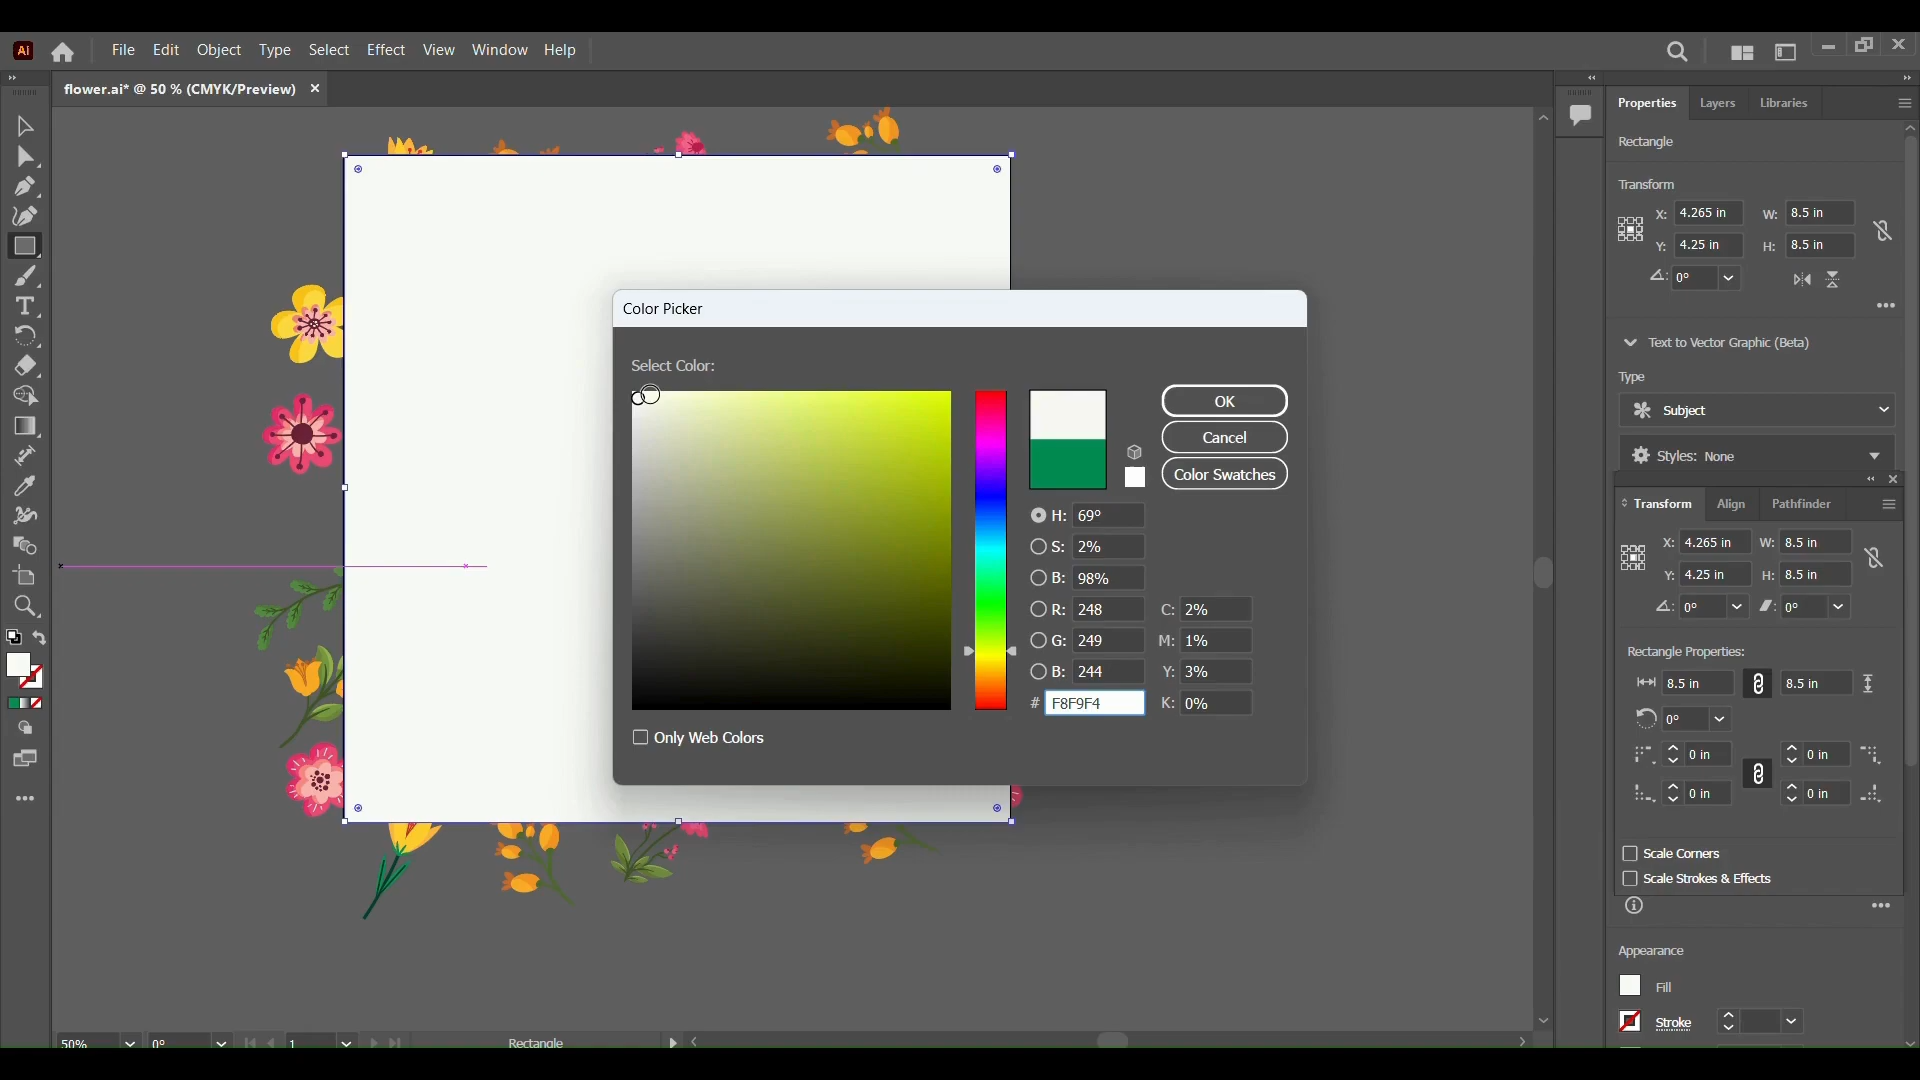 Ai File Edit Object Type Select Effect View Window Help
flower.ai* @ 50 % (CMYK/Preview)
Properties Layers Libraries
Rectangle
Transform
X: 4.265 in W: 8.5 in
Y: 4.25 in H: 8.5 in
0°
Text to Vector Graphic (Beta)
Type
Subject
Styles: None
Transform Align Pathfinder
X: 4.265 in W: 8.5 in
Y: 4.25 in H: 8.5 in
0° 0°
Rectangle Properties:
8.5 in 8.5 in
0°
0 in 0 in
0 in 0 in
Scale Corners
Scale Strokes & Effects
Appearance
Fill
Stroke
Color Picker
Select Color:
OK
Cancel
Color Swatches
H: 69°
S: 2%
B: 98%
R: 248 C: 2%
G: 249 M: 1%
B: 244 Y: 3%
# F8F9F4 K: 0%
Only Web Colors
50% 0° 1 Rectangle